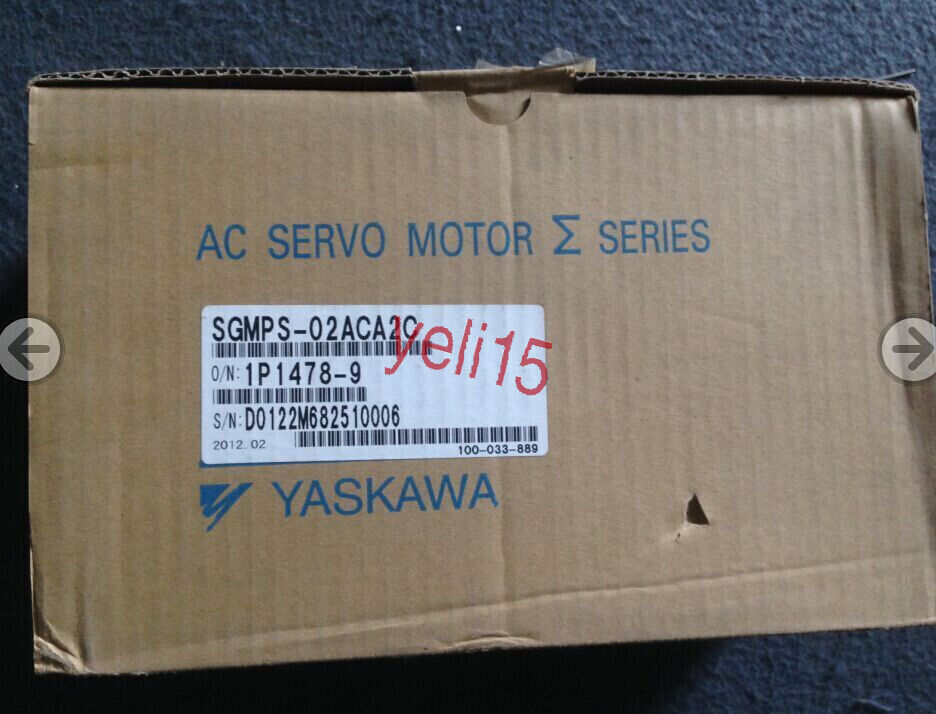 AC SERVO MOTOR Σ SERIES
SGMPS-02ACA2C
yeli15
O/N: 1P1478-9
S/N: D0122M682510006
2012.02
100-033-889
YASKAWA